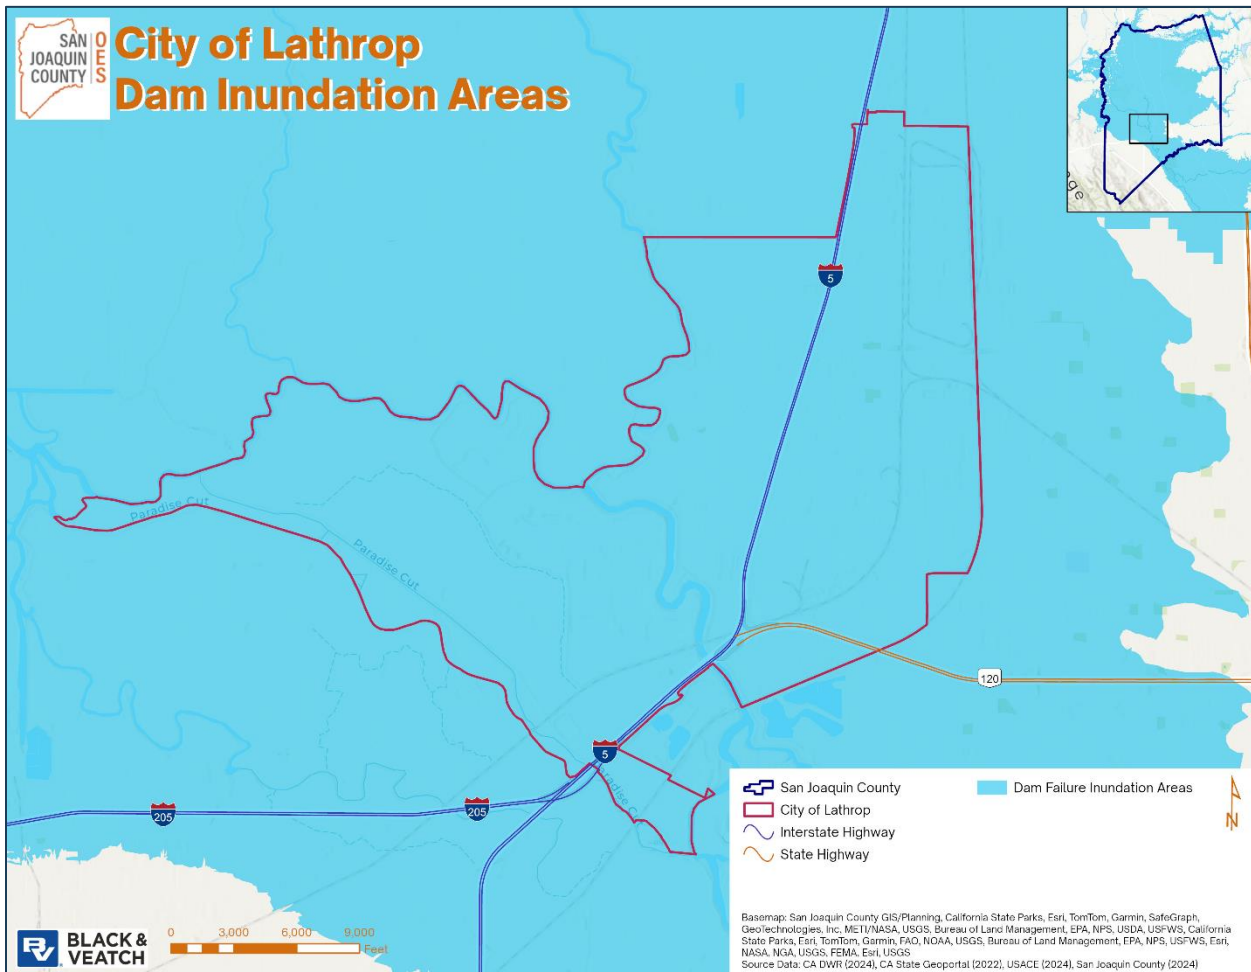 SAN
JOAQUIN
COUNTY
OES
City of Lathrop
Dam Inundation Areas
ge
5
Paradise Cut
Paradise Cut
120
5
Paradise Cu
205
205
San Joaquin County
City of Lathrop
Interstate Highway
State Highway
Dam Failure Inundation Areas
N
BV
BLACK &
VEATCH
0 3,000 6,000 9,000
Feet
Basemap: San Joaquin County GIS/Planning, California State Parks, Esri, TomTom, Garmin, SafeGraph,
GeoTechnologies, Inc, METI/NASA, USGS, Bureau of Land Management, EPA, NPS, USDA, USFWS, California
State Parks, Esri, TomTom, Garmin, FAO, NOAA, USGS, Bureau of Land Management, EPA, NPS, USFWS, Esri,
NASA, NGA, USGS, FEMA, Esri, USGS
Source Data: CA DWR (2024), CA State Geoportal (2022), USACE (2024), San Joaquin County (2024)